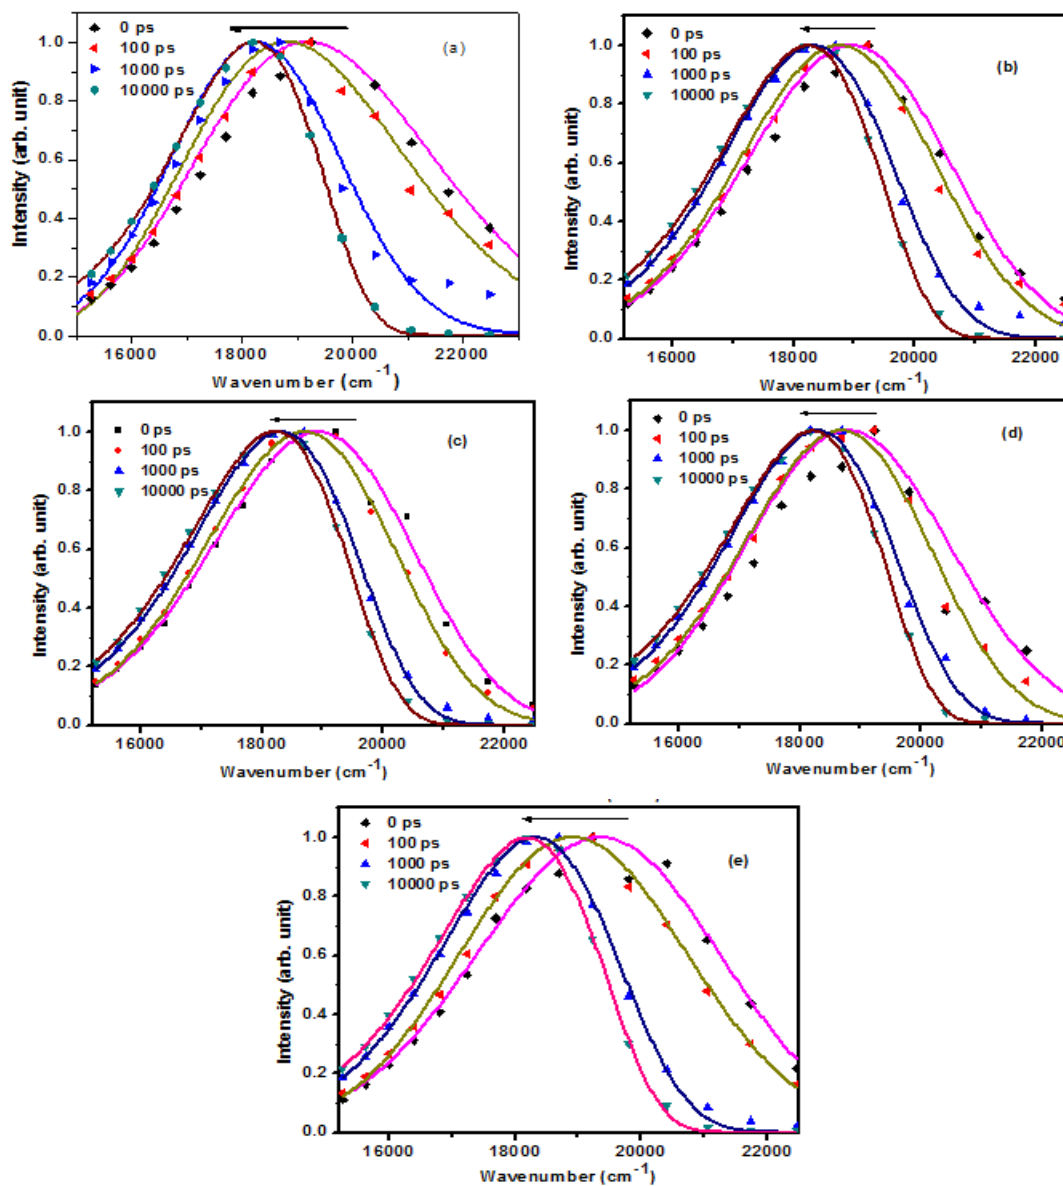 0 ps
100 ps
1000 ps
10000 ps
(a)
1.0
0.8
0.6
0.4
0.2
0.0
16000 18000 20000 22000
Intensity (arb. unit)
Wavenumber (cm⁻¹)
0 ps
100 ps
1000 ps
10000 ps
(b)
1.0
0.8
0.6
0.4
0.2
0.0
16000 18000 20000 22000
Intensity (arb. unit)
Wavenumber (cm⁻¹)
0 ps
100 ps
1000 ps
10000 ps
(c)
1.0
0.8
0.6
0.4
0.2
0.0
16000 18000 20000 22000
Intensity (arb. unit)
Wavenumber (cm⁻¹)
0 ps
100 ps
1000 ps
10000 ps
(d)
1.0
0.8
0.6
0.4
0.2
0.0
16000 18000 20000 22000
Intensity (arb. unit)
Wavenumber (cm⁻¹)
0 ps
100 ps
1000 ps
10000 ps
(e)
1.0
0.8
0.6
0.4
0.2
0.0
16000 18000 20000 22000
Intensity (arb. unit)
Wavenumber (cm⁻¹)